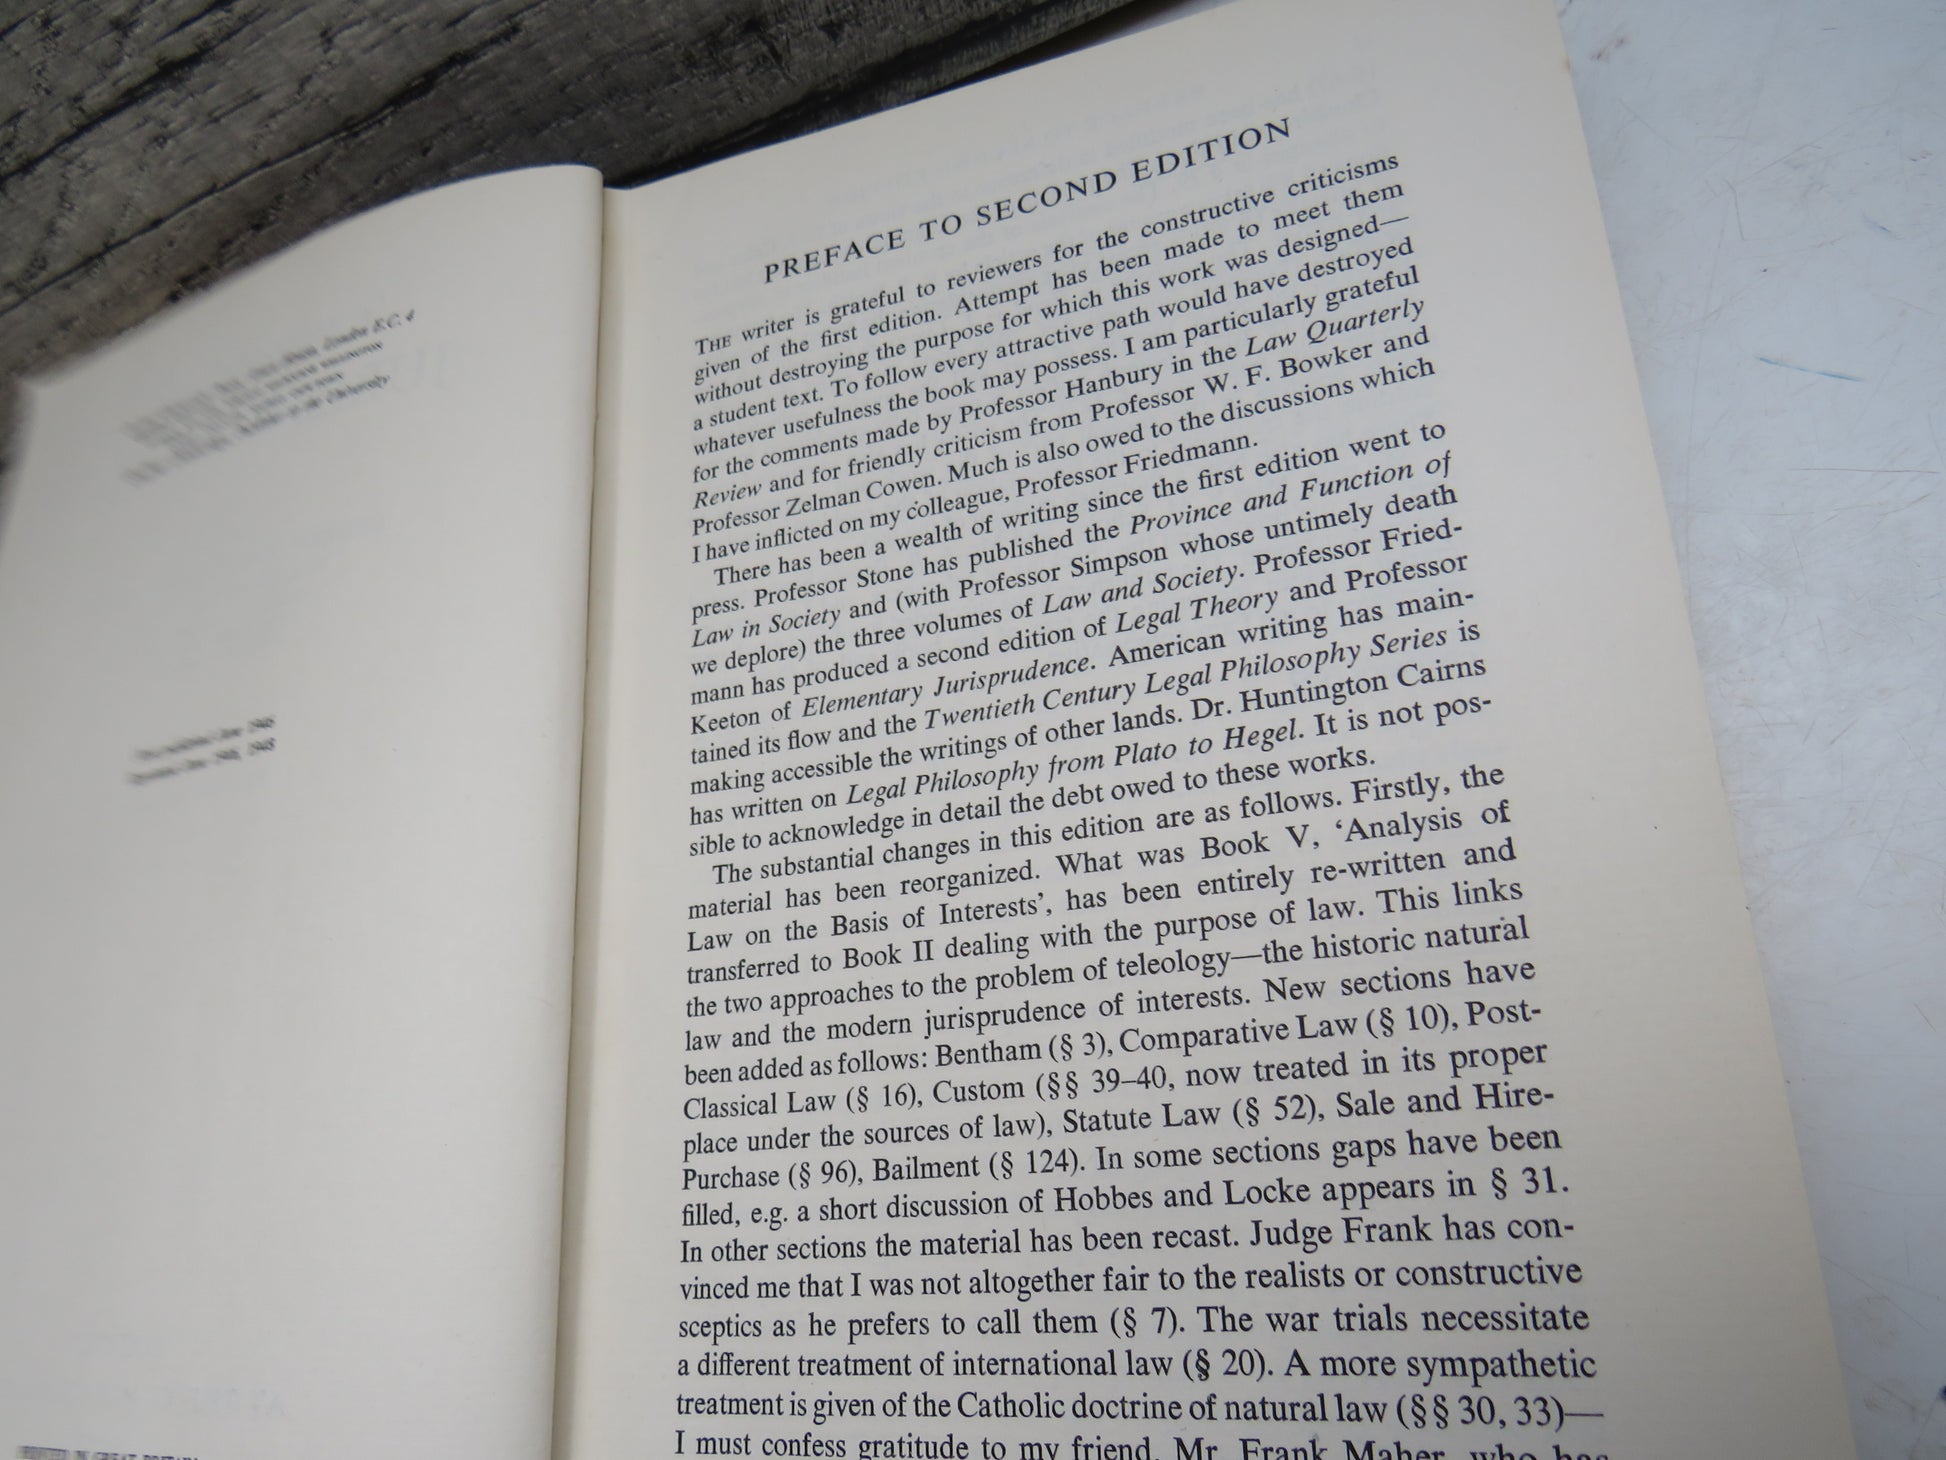 London E.C. 4
to the University
1946
1948
PREFACE TO SECOND EDITION
THE writer is grateful to reviewers for the constructive criticisms
given of the first edition. Attempt has been made to meet them
without destroying the purpose for which this work was designed—
a student text. To follow every attractive path would have destroyed
whatever usefulness the book may possess. I am particularly grateful
for the comments made by Professor Hanbury in the Law Quarterly
Review and for friendly criticism from Professor W. F. Bowker and
Professor Zelman Cowen. Much is also owed to the discussions which
I have inflicted on my colleague, Professor Friedmann.
There has been a wealth of writing since the first edition went to
press. Professor Stone has published the Province and Function of
Law in Society and (with Professor Simpson whose untimely death
we deplore) the three volumes of Law and Society. Professor Fried-
mann has produced a second edition of Legal Theory and Professor
Keeton of Elementary Jurisprudence. American writing has main-
tained its flow and the Twentieth Century Legal Philosophy Series is
making accessible the writings of other lands. Dr. Huntington Cairns
has written on Legal Philosophy from Plato to Hegel. It is not pos-
sible to acknowledge in detail the debt owed to these works.
The substantial changes in this edition are as follows. Firstly, the
material has been reorganized. What was Book V, ‘Analysis of
Law on the Basis of Interests’, has been entirely re-written and
transferred to Book II dealing with the purpose of law. This links
the two approaches to the problem of teleology—the historic natural
law and the modern jurisprudence of interests. New sections have
been added as follows: Bentham (§ 3), Comparative Law (§ 10), Post-
Classical Law (§ 16), Custom (§§ 39–40, now treated in its proper
place under the sources of law), Statute Law (§ 52), Sale and Hire-
Purchase (§ 96), Bailment (§ 124). In some sections gaps have been
filled, e.g. a short discussion of Hobbes and Locke appears in § 31.
In other sections the material has been recast. Judge Frank has con-
vinced me that I was not altogether fair to the realists or constructive
sceptics as he prefers to call them (§ 7). The war trials necessitate
a different treatment of international law (§ 20). A more sympathetic
treatment is given of the Catholic doctrine of natural law (§§ 30, 33)—
I must confess gratitude to my friend, Mr. Frank Maher, who has